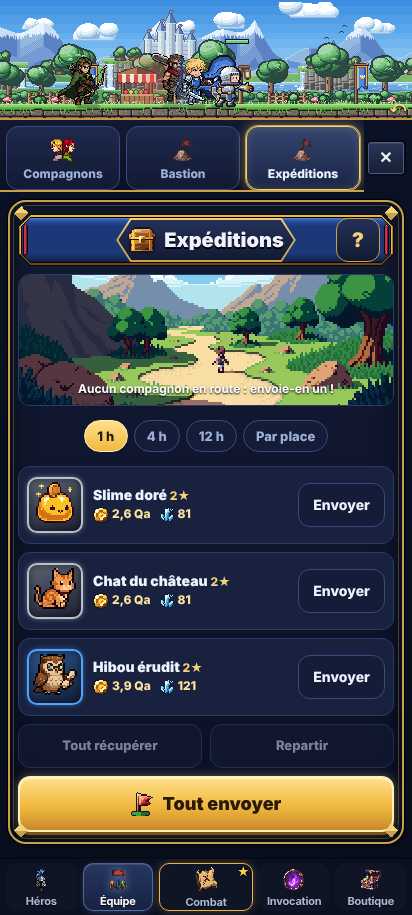 Compagnons
Bastion
Expéditions
✕
Expéditions
?
Aucun compagnon en route : envoie-en un !
1 h
4 h
12 h
Par place
Slime doré 2★
2,6 Qa 81
Envoyer
Chat du château 2★
2,6 Qa 81
Envoyer
Hibou érudit 2★
3,9 Qa 121
Envoyer
Tout récupérer
Repartir
Tout envoyer
Héros
Équipe
Combat
Invocation
Boutique